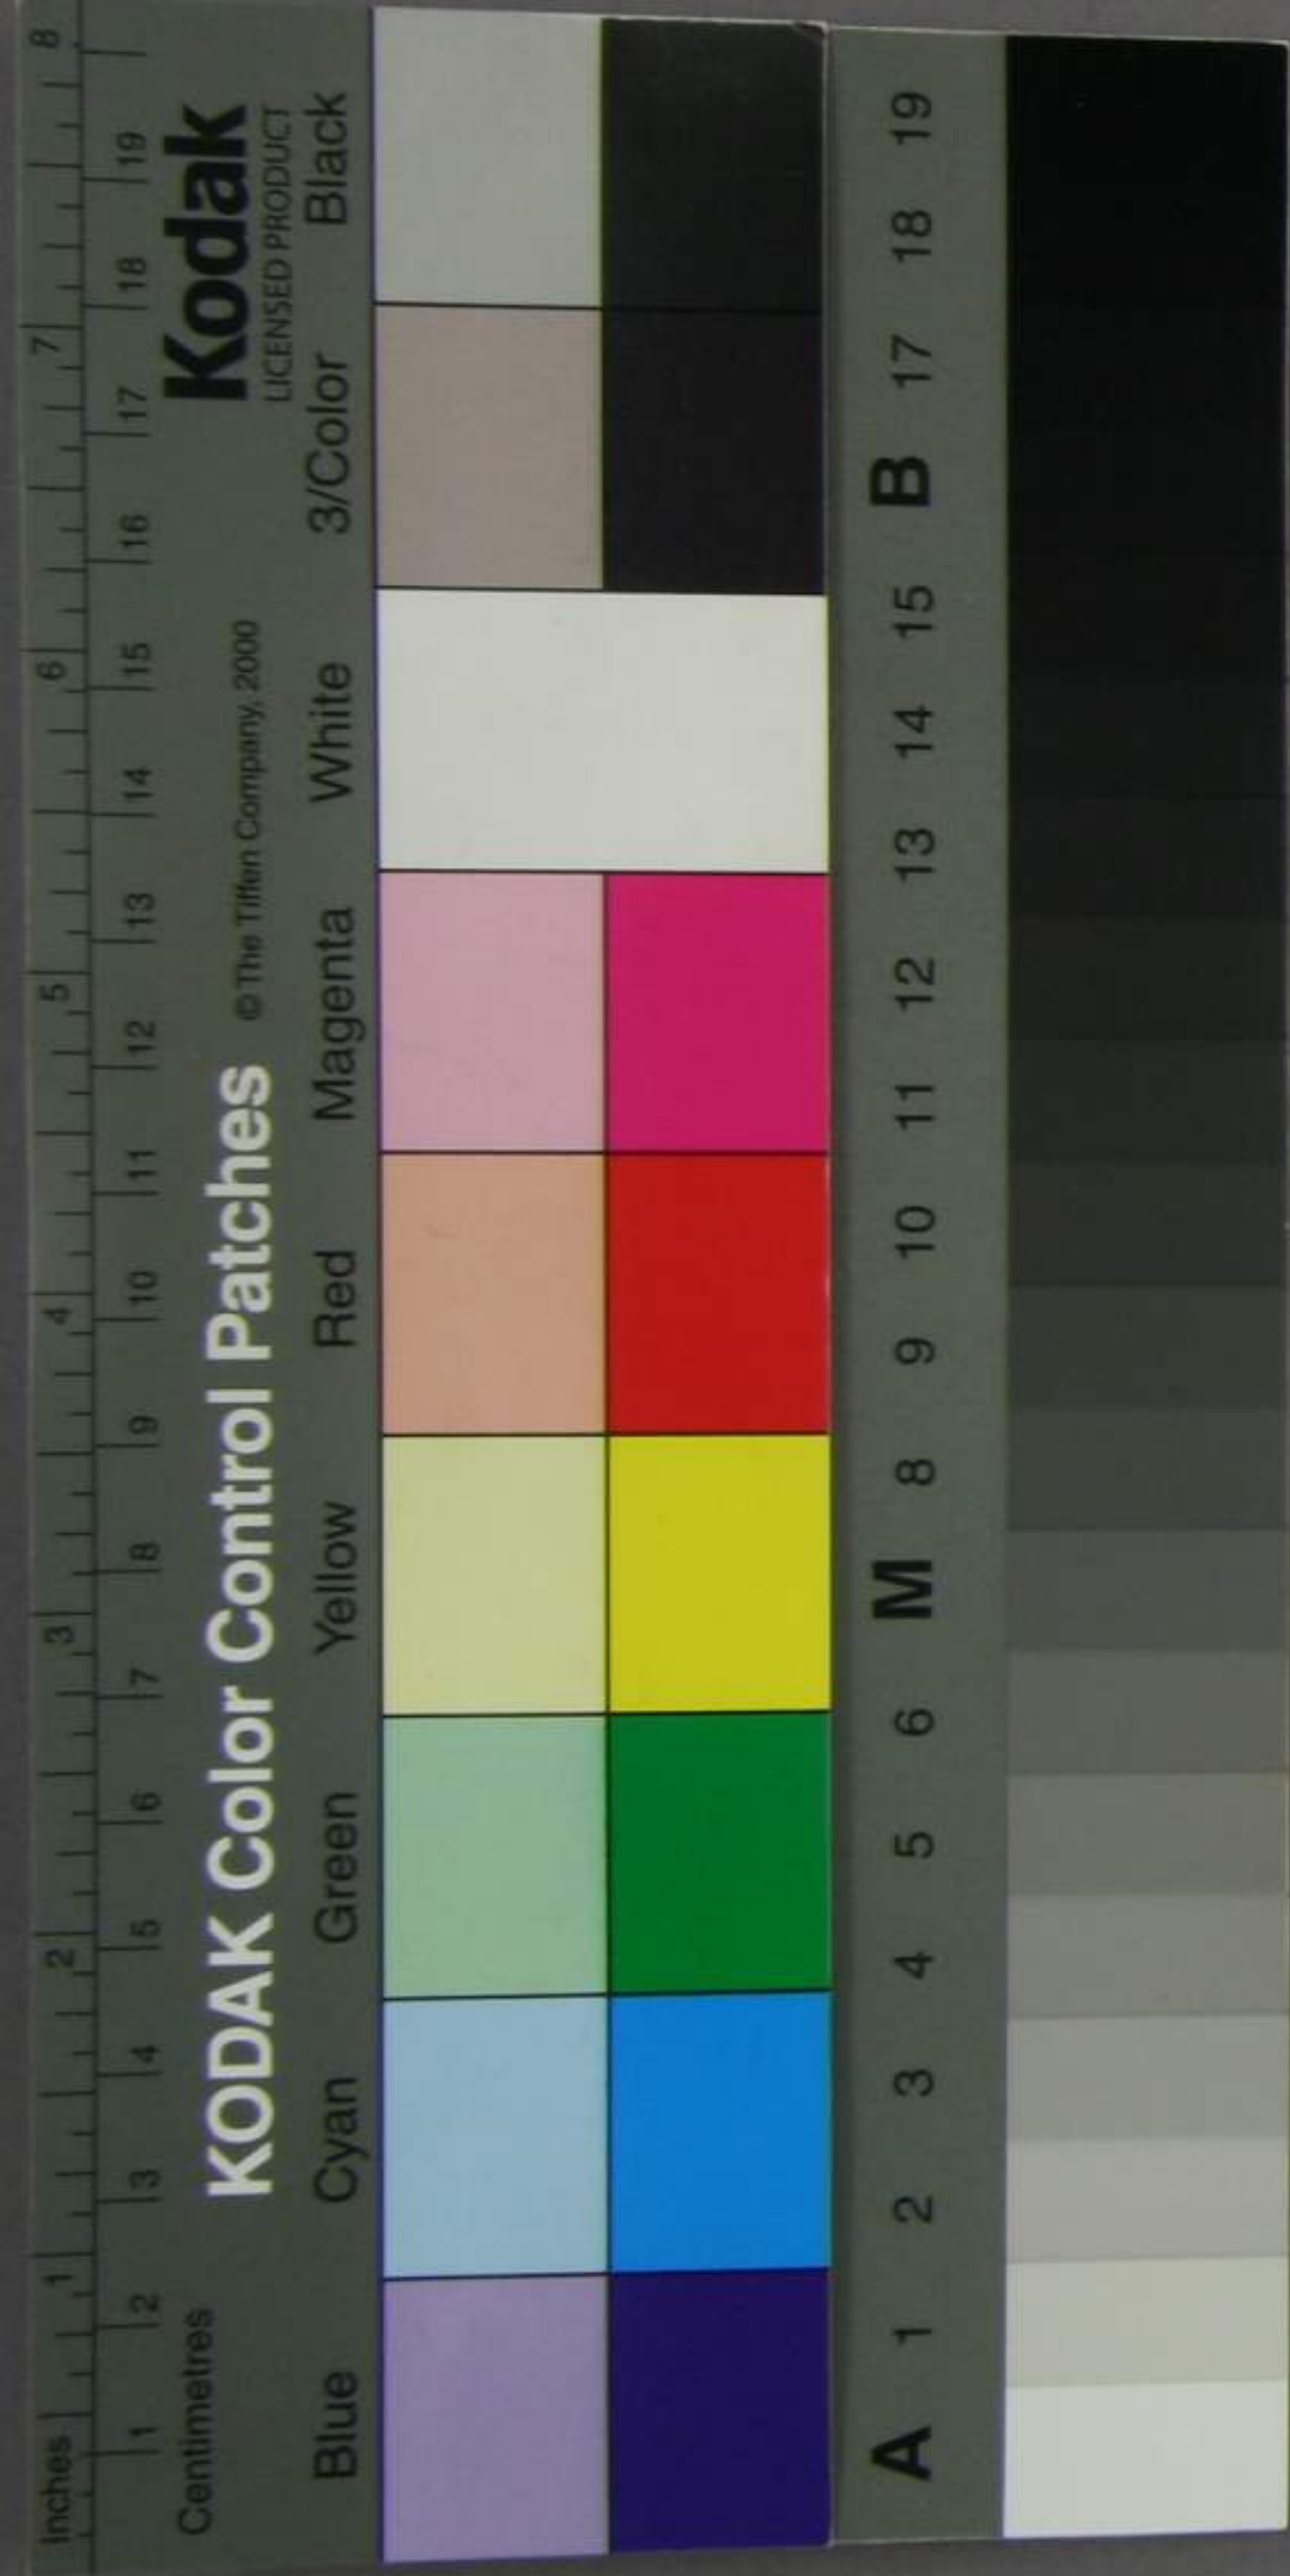 Inches 1 2 3 4 5 6 7 8
1 2 3 4 5 6 7 8 9 10 11 12 13 14 15 16 17 18 19
Centimetres
KODAK Color Control Patches © The Tiffen Company, 2000 Kodak
LICENSED PRODUCT
Blue Cyan Green Yellow Red Magenta White 3/Color Black
A 1 2 3 4 5 6 M 8 9 10 11 12 13 14 15 B 17 18 19